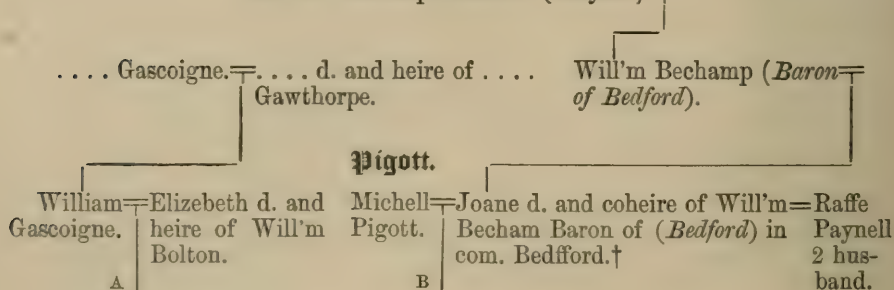 .... Gascoigne.=.... d. and heire of ....
Gawthorpe.
Will'm Bechamp (Baron=
of Bedford).
Pigott.
William=Elizebeth d. and
Gascoigne. heire of Will'm
Bolton.
A
Michell=Joane d. and coheire of Will'm=Raffe
Pigott. Becham Baron of (Bedford) in Paynell
com. Bedfford.† 2 hus-
B band.